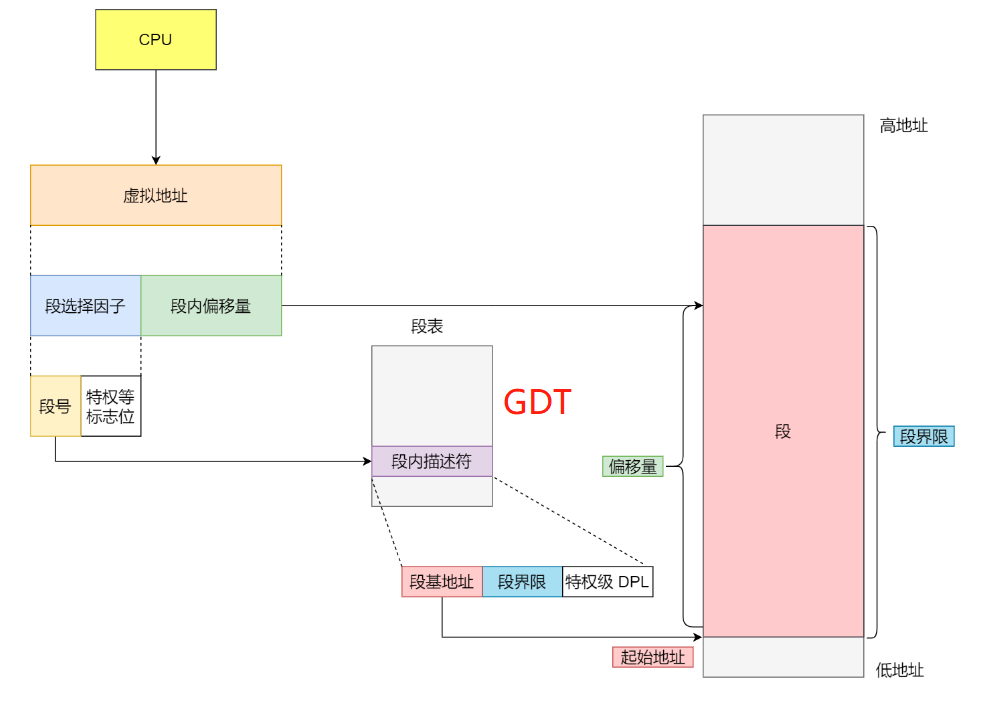 CPU
高地址
虚拟地址
段选择因子
段内偏移量
段表
段号
特权等
标志位
GDT
段
段界限
段内描述符
偏移量
段基地址
段界限
特权级 DPL
起始地址
低地址